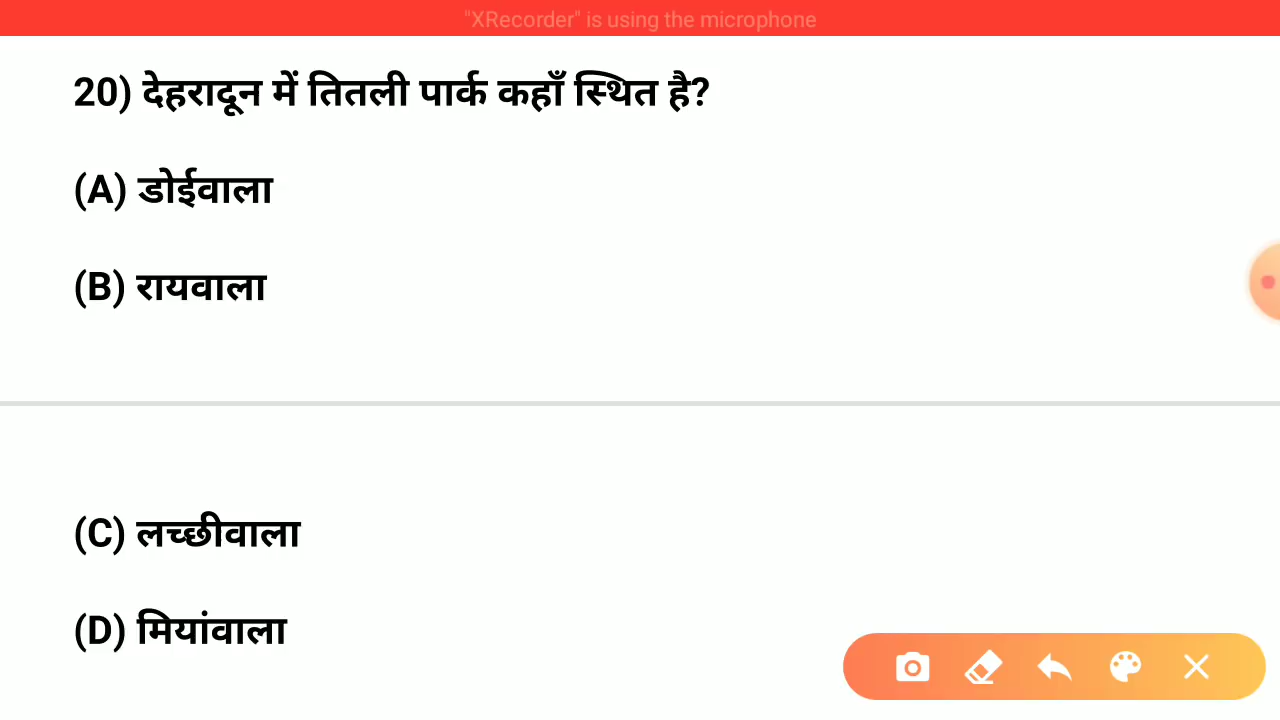 "XRecorder" is using the microphone
20) देहरादून में तितली पार्क कहाँ स्थित है?
(A) डोईवाला
(B) रायवाला
(C) लच्छीवाला
(D) मियांवाला